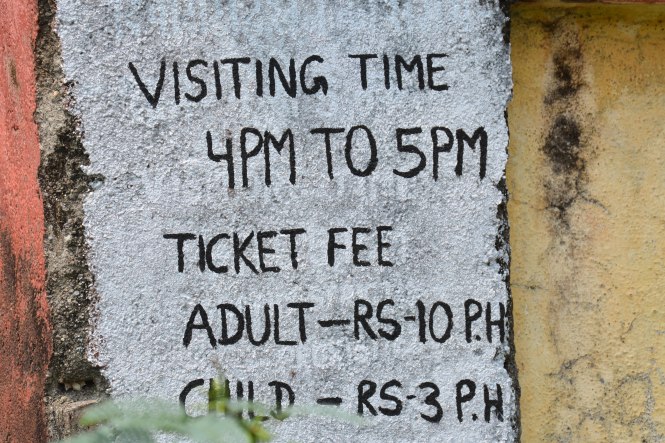 VISITING TIME
4PM TO 5PM
TICKET FEE
ADULT-RS-10 P.H
CHILD - RS-3 P.H